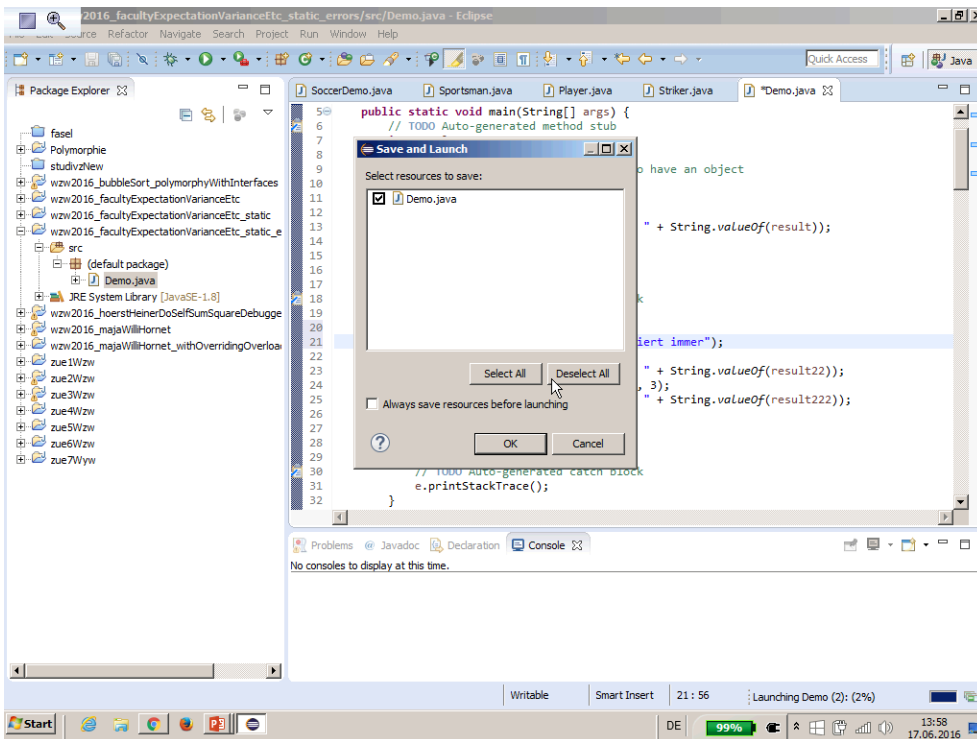 2016_facultyExpectationVarianceEtc_static_errors/src/Demo.java - Eclipse
Refactor Navigate Search Project Run Window Help
Quick Access
Java
Package Explorer
fasel
Polymorphie
studivzNew
wzw2016_bubbleSort_polymorphyWithInterfaces
wzw2016_facultyExpectationVarianceEtc
wzw2016_facultyExpectationVarianceEtc_static
wzw2016_facultyExpectationVarianceEtc_static_e
src
(default package)
Demo.java
JRE System Library [JavaSE-1.8]
wzw2016_hoerstHeinerDoSelfSumSquareDebugge
wzw2016_majaWilliHornet
wzw2016_majaWilliHornet_withOverridingOverloa
zue1Wzw
zue2Wzw
zue3Wzw
zue4Wzw
zue5Wzw
zue6Wzw
zue7Wyw
SoccerDemo.java Sportsman.java Player.java Striker.java *Demo.java
5 public static void main(String[] args) {
6 // TODO Auto-generated method stub
7
8
9 o have an object
10
11
12
13 " + String.valueOf(result));
14
15
16
17
18 k
19
20
21 iert immer");
22
23 " + String.valueOf(result22));
24 , 3);
25 " + String.valueOf(result222));
26
27
28
29
30 // TODO Auto-generated catch block
31 e.printStackTrace();
32 }
Save and Launch
Select resources to save:
Demo.java
Select All Deselect All
Always save resources before launching
? OK Cancel
Problems @ Javadoc Declaration Console
No consoles to display at this time.
Writable Smart Insert 21 : 56 Launching Demo (2): (2%)
Start DE 99% 13:58
17.06.2016